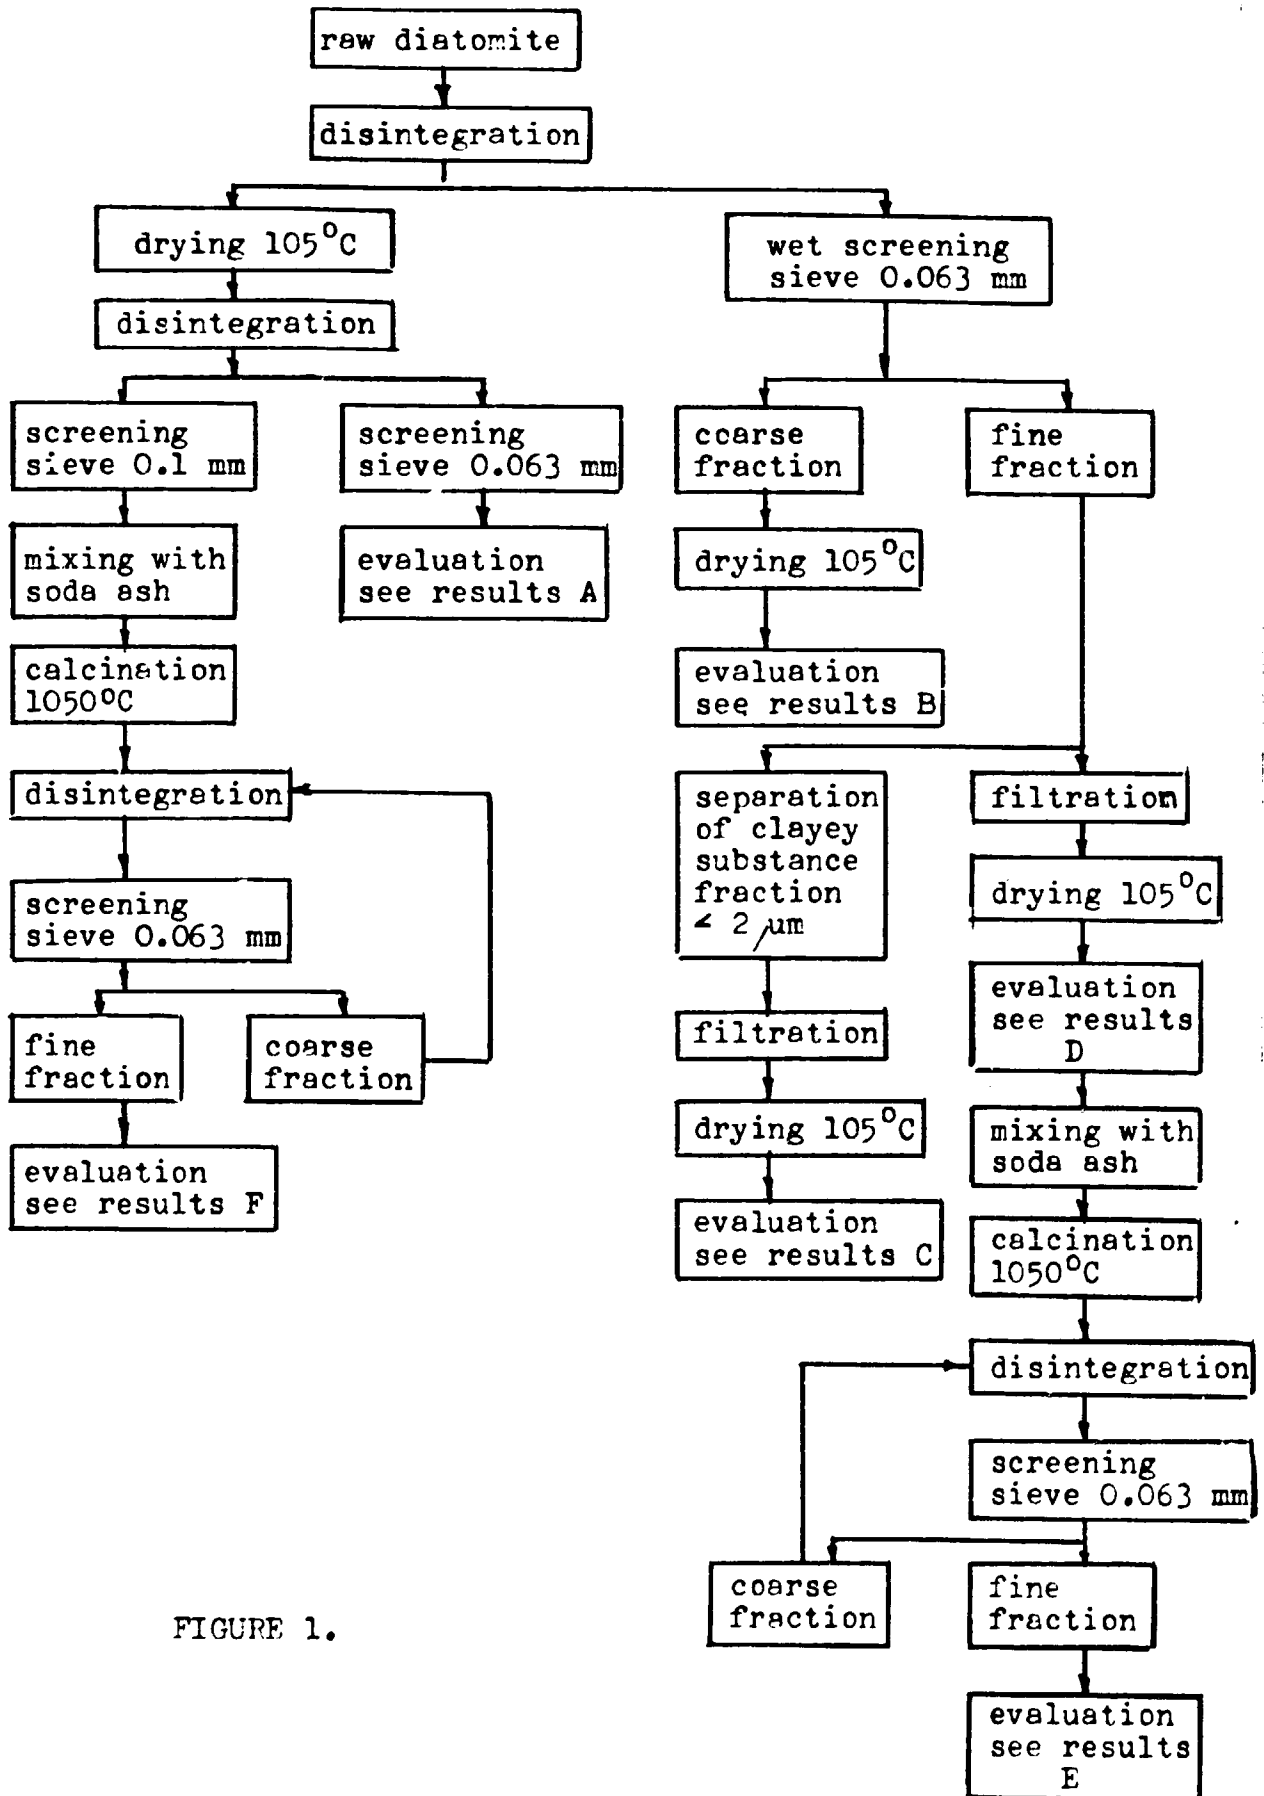 raw diatomite
disintegration
drying 105°C
disintegration
screening
sieve 0.1 mm
mixing with
soda ash
calcination
1050°C
disintegration
screening
sieve 0.063 mm
fine
fraction
coarse
fraction
evaluation
see results F
screening
sieve 0.063 mm
evaluation
see results A
wet screening
sieve 0.063 mm
coarse
fraction
drying 105°C
evaluation
see results B
fine
fraction
separation
of clayey
substance
fraction
< 2 µm
filtration
drying 105°C
evaluation
see results C
filtration
drying 105°C
evaluation
see results
D
mixing with
soda ash
calcination
1050°C
disintegration
screening
sieve 0.063 mm
coarse
fraction
fine
fraction
evaluation
see results
E
FIGURE 1.